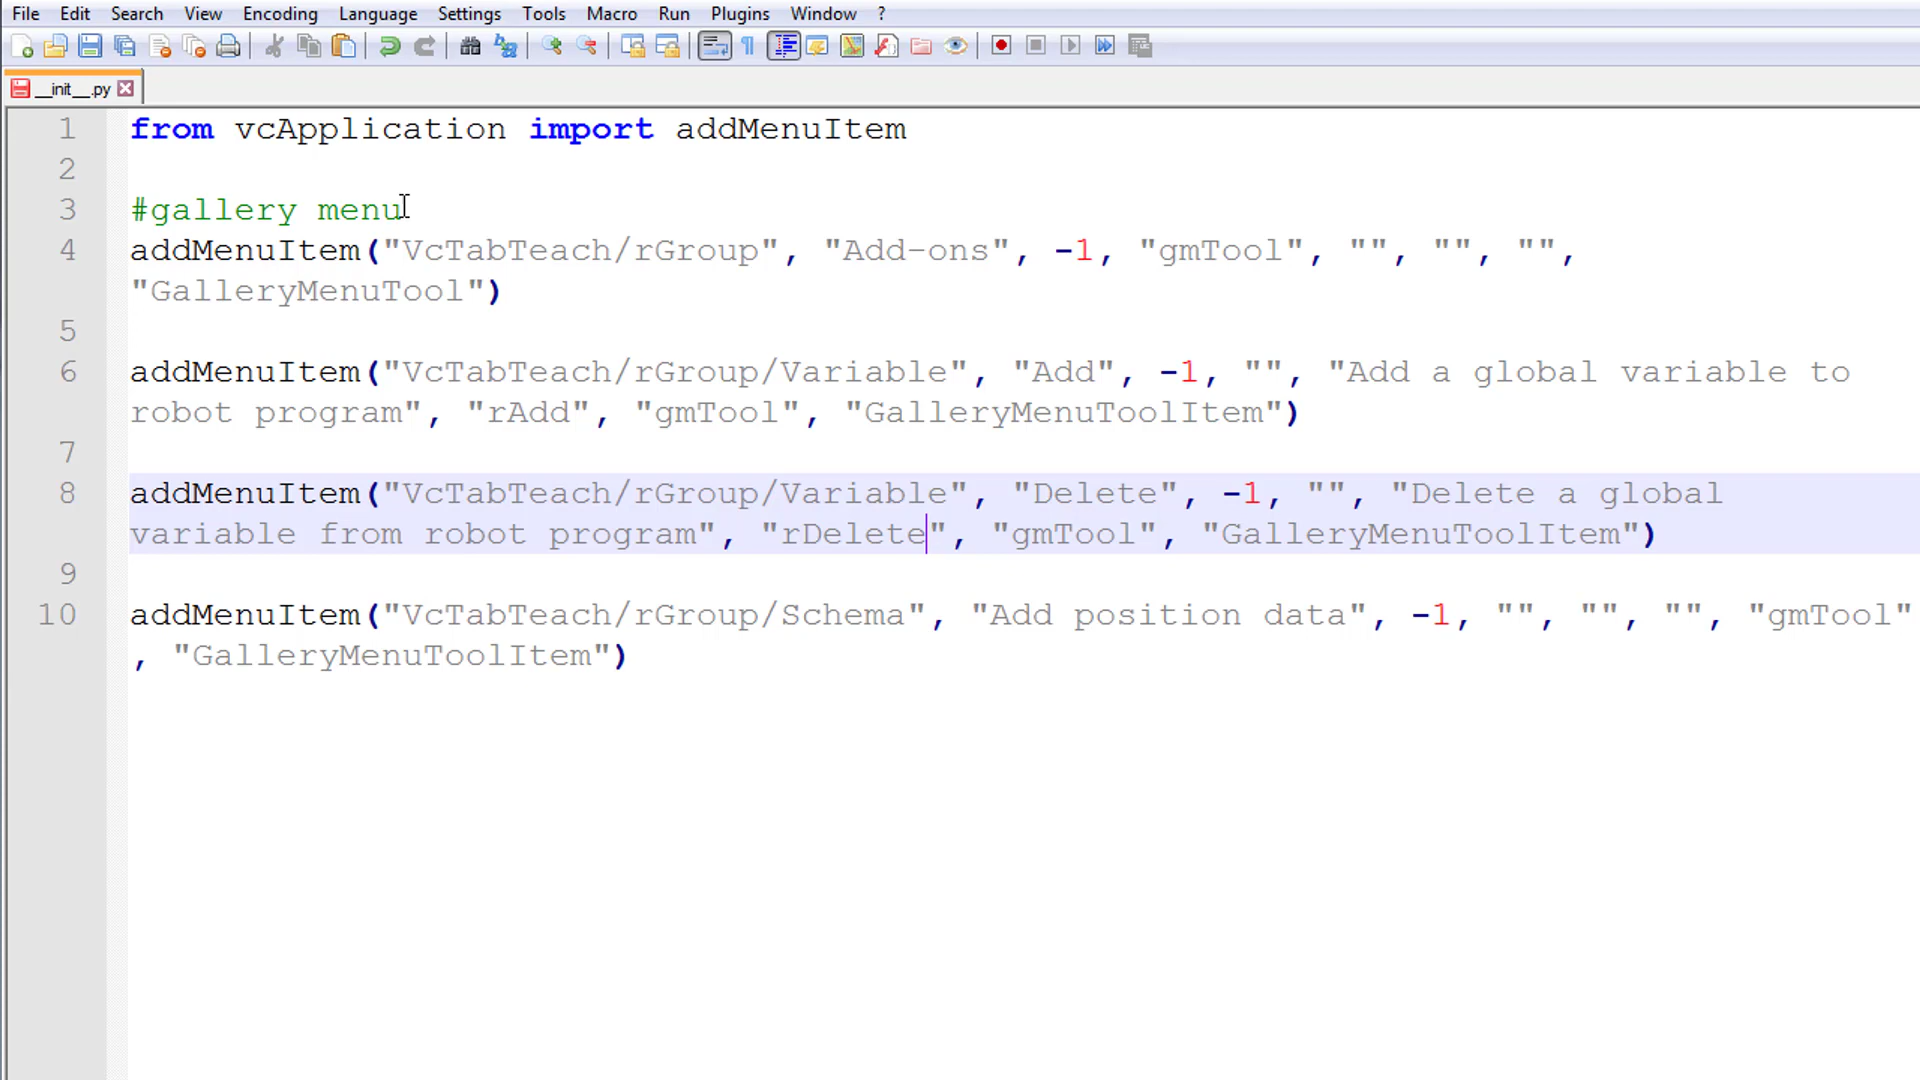 File Edit Search View Encoding Language Settings Tools Macro Run Plugins Window ?
__init__.py
1 from vcApplication import addMenuItem
2
3 #gallery menu
4 addMenuItem("VcTabTeach/rGroup", "Add-ons", -1, "gmTool", "", "", "",
"GalleryMenuTool")
5
6 addMenuItem("VcTabTeach/rGroup/Variable", "Add", -1, "", "Add a global variable to
robot program", "rAdd", "gmTool", "GalleryMenuToolItem")
7
8 addMenuItem("VcTabTeach/rGroup/Variable", "Delete", -1, "", "Delete a global
variable from robot program", "rDelete", "gmTool", "GalleryMenuToolItem")
9
10 addMenuItem("VcTabTeach/rGroup/Schema", "Add position data", -1, "", "", "", "gmTool"
, "GalleryMenuToolItem")